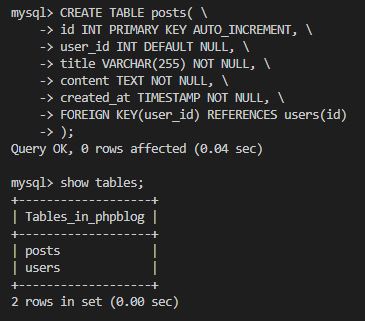 mysql> CREATE TABLE posts( \
    -> id INT PRIMARY KEY AUTO_INCREMENT, \
    -> user_id INT DEFAULT NULL, \
    -> title VARCHAR(255) NOT NULL, \
    -> content TEXT NOT NULL, \
    -> created_at TIMESTAMP NOT NULL, \
    -> FOREIGN KEY(user_id) REFERENCES users(id)
    -> );
Query OK, 0 rows affected (0.04 sec)

mysql> show tables;
+-------------------+
| Tables_in_phpblog |
+-------------------+
| posts             |
| users             |
+-------------------+
2 rows in set (0.00 sec)